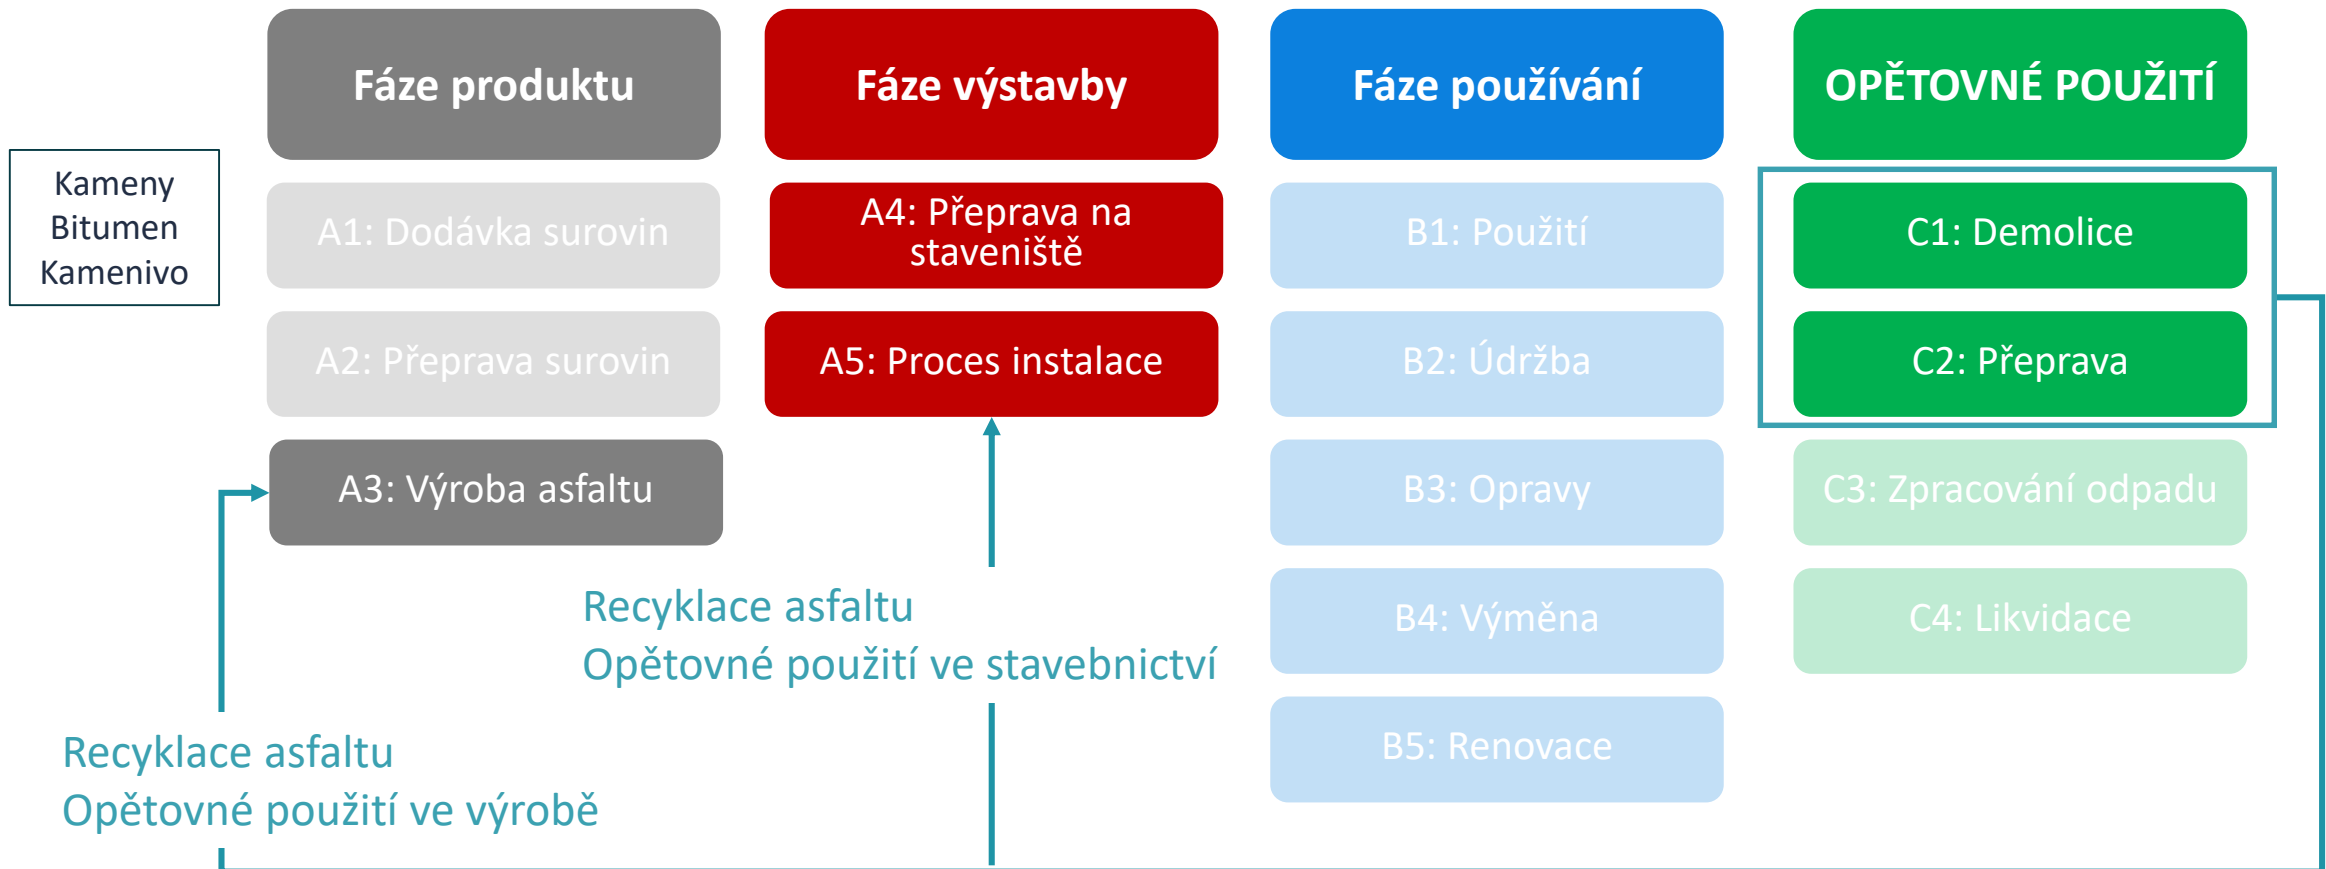 Fáze produktu
Fáze výstavby
Fáze používání
OPĚTOVNÉ POUŽITÍ
Kameny
Bitumen
Kamenivo
A1: Dodávka surovin
A2: Přeprava surovin
A3: Výroba asfaltu
A4: Přeprava na
staveniště
A5: Proces instalace
B1: Použití
B2: Údržba
B3: Opravy
B4: Výměna
B5: Renovace
C1: Demolice
C2: Přeprava
C3: Zpracování odpadu
C4: Likvidace
Recyklace asfaltu
Opětovné použití ve stavebnictví
Recyklace asfaltu
Opětovné použití ve výrobě